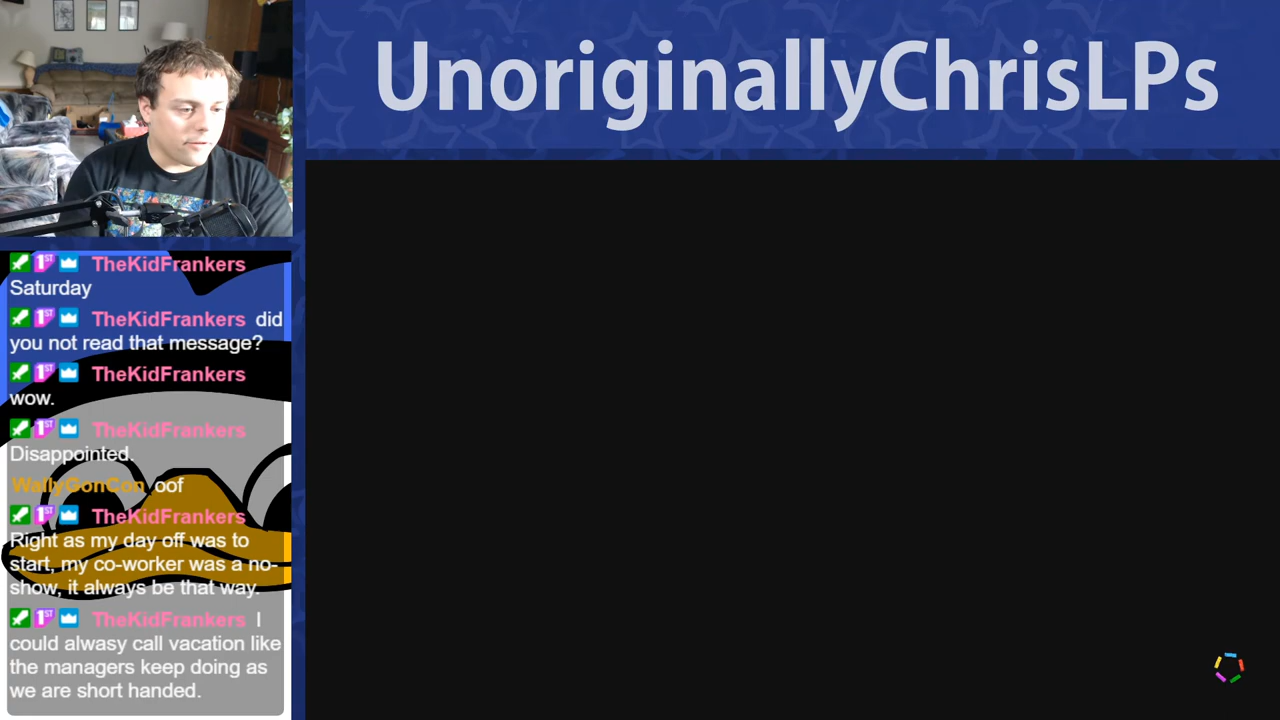 UnoriginallyChrisLPs
TheKidFrankers
Saturday
TheKidFrankers did
you not read that message?
TheKidFrankers
wow.
TheKidFrankers
Disappointed.
WallyGonCon oof
TheKidFrankers
Right as my day off was to
start, my co-worker was a no-
show, it always be that way.
TheKidFrankers I
could alwasy call vacation like
the managers keep doing as
we are short handed.